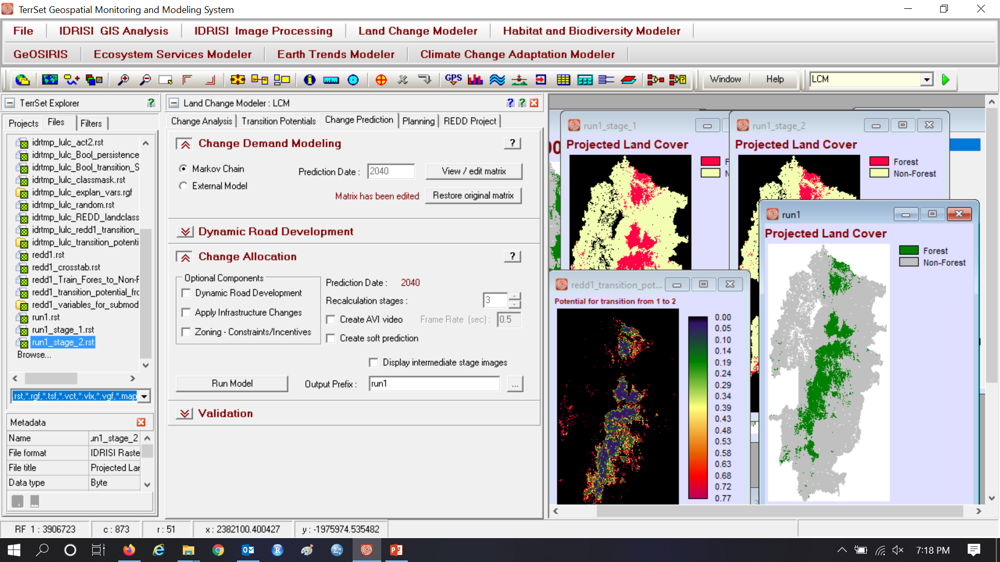 TerrSet Geospatial Monitoring and Modeling System
File
IDRISI GIS Analysis
IDRISI Image Processing
Land Change Modeler
Habitat and Biodiversity Modeler
GeOSIRIS
Ecosystem Services Modeler
Earth Trends Modeler
Climate Change Adaptation Modeler
GPS
Window
Help
LCM
TerrSet Explorer
?
Projects
Files
Filters
idrtmp_lulc_act2.rst
idrtmp_lulc_Bool_persistence
idrtmp_lulc_Bool_transition_S
idrtmp_lulc_classmask.rst
idrtmp_lulc_explan_vars.rgf
idrtmp_lulc_random.rst
idrtmp_lulc_REDD_landclass
idrtmp_lulc_redd1_transition_
idrtmp_lulc_transition_potenti
redd1.rst
redd1_crosstab.rst
redd1_Train_Fores_to_Non-F
redd1_transition_potential_frc
redd1_variables_for_submod
run1.rst
run1_stage_1.rst
run1_stage_2.rst
Browse...
.rst,*.rgf,*.tsf,*.vct,*.vlx,*.vgf,*.map
Metadata
Name
un1_stage_2
File format
IDRISI Raste
File title
Projected Lar
Data type
Byte
Land Change Modeler : LCM
? ?
Change Analysis
Transition Potentials
Change Prediction
Planning
REDD Project
Change Demand Modeling
?
Markov Chain
External Model
Prediction Date :
2040
View / edit matrix
Matrix has been edited
Restore original matrix
Dynamic Road Development
Change Allocation
?
Optional Components
Dynamic Road Development
Apply Infrastructure Changes
Zoning - Constraints/Incentives
Prediction Date :
2040
Recalculation stages :
3
Create AVI video
Frame Rate (sec) :
0.5
Create soft prediction
Display intermediate stage images
Run Model
Output Prefix :
run1
...
Validation
run1_stage_1
Projected Land Cover
F
N
run1_stage_2
Projected Land Cover
Forest
Non-Forest
run1
Projected Land Cover
Forest
Non-Forest
redd1_transition_pot...
Potential for transition from 1 to 2
0.00
0.05
0.10
0.14
0.19
0.24
0.29
0.34
0.39
0.43
0.48
0.53
0.58
0.63
0.68
0.72
0.77
RF 1 : 3906723
c : 873
r : 51
x : 2382100.400427
y : -1975974.535482
7:18 PM